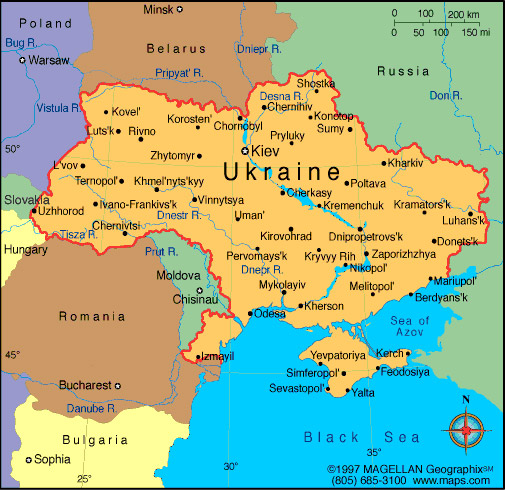 Minsk
0 100 200 km
0 100 150 mi
Poland
Bug R.
Belarus
Dniepr R.
Warsaw
Pripyat' R.
Russia
Shostka
Desna R.
Don R.
Vistula R.
Kovel'
Chernihiv
Korosten'
Chornobyl
Konotop
Luts'k
Rivno
Sumy
Pryluky
50°
Kiev
Zhytomyr
Kharkiv
L'vov
Ukraine
Ternopol'
Khmel'nyts'kyy
Poltava
Slovakia
Cherkasy
Uzhhorod
Ivano-Frankivs'k
Vinnytsya
Kremenchuk
Kramators'k
Dnestr R.
Uman'
Luhans'k
Tisza R.
Chernivtsi
Kirovohrad
Dnipropetrovs'k
Donets'k
Hungary
Prut R.
Pervomays'k
Kryvyy Rih
Zaporizhzhya
Moldova
Dnepr R.
Nikopol'
Mariupol'
Chisinau
Mykolayiv
Melitopol'
Berdyans'k
Kherson
Romania
Odesa
Sea of
Azov
45°
Izmayil
Yevpatoriya
Kerch
Simferopol'
Feodosiya
Bucharest
Sevastopol'
Yalta
Danube R.
Bulgaria
Black Sea
Sophia
25°
30°
35°
©1997 MAGELLAN Geographix℠
(805) 685-3100 www.maps.com